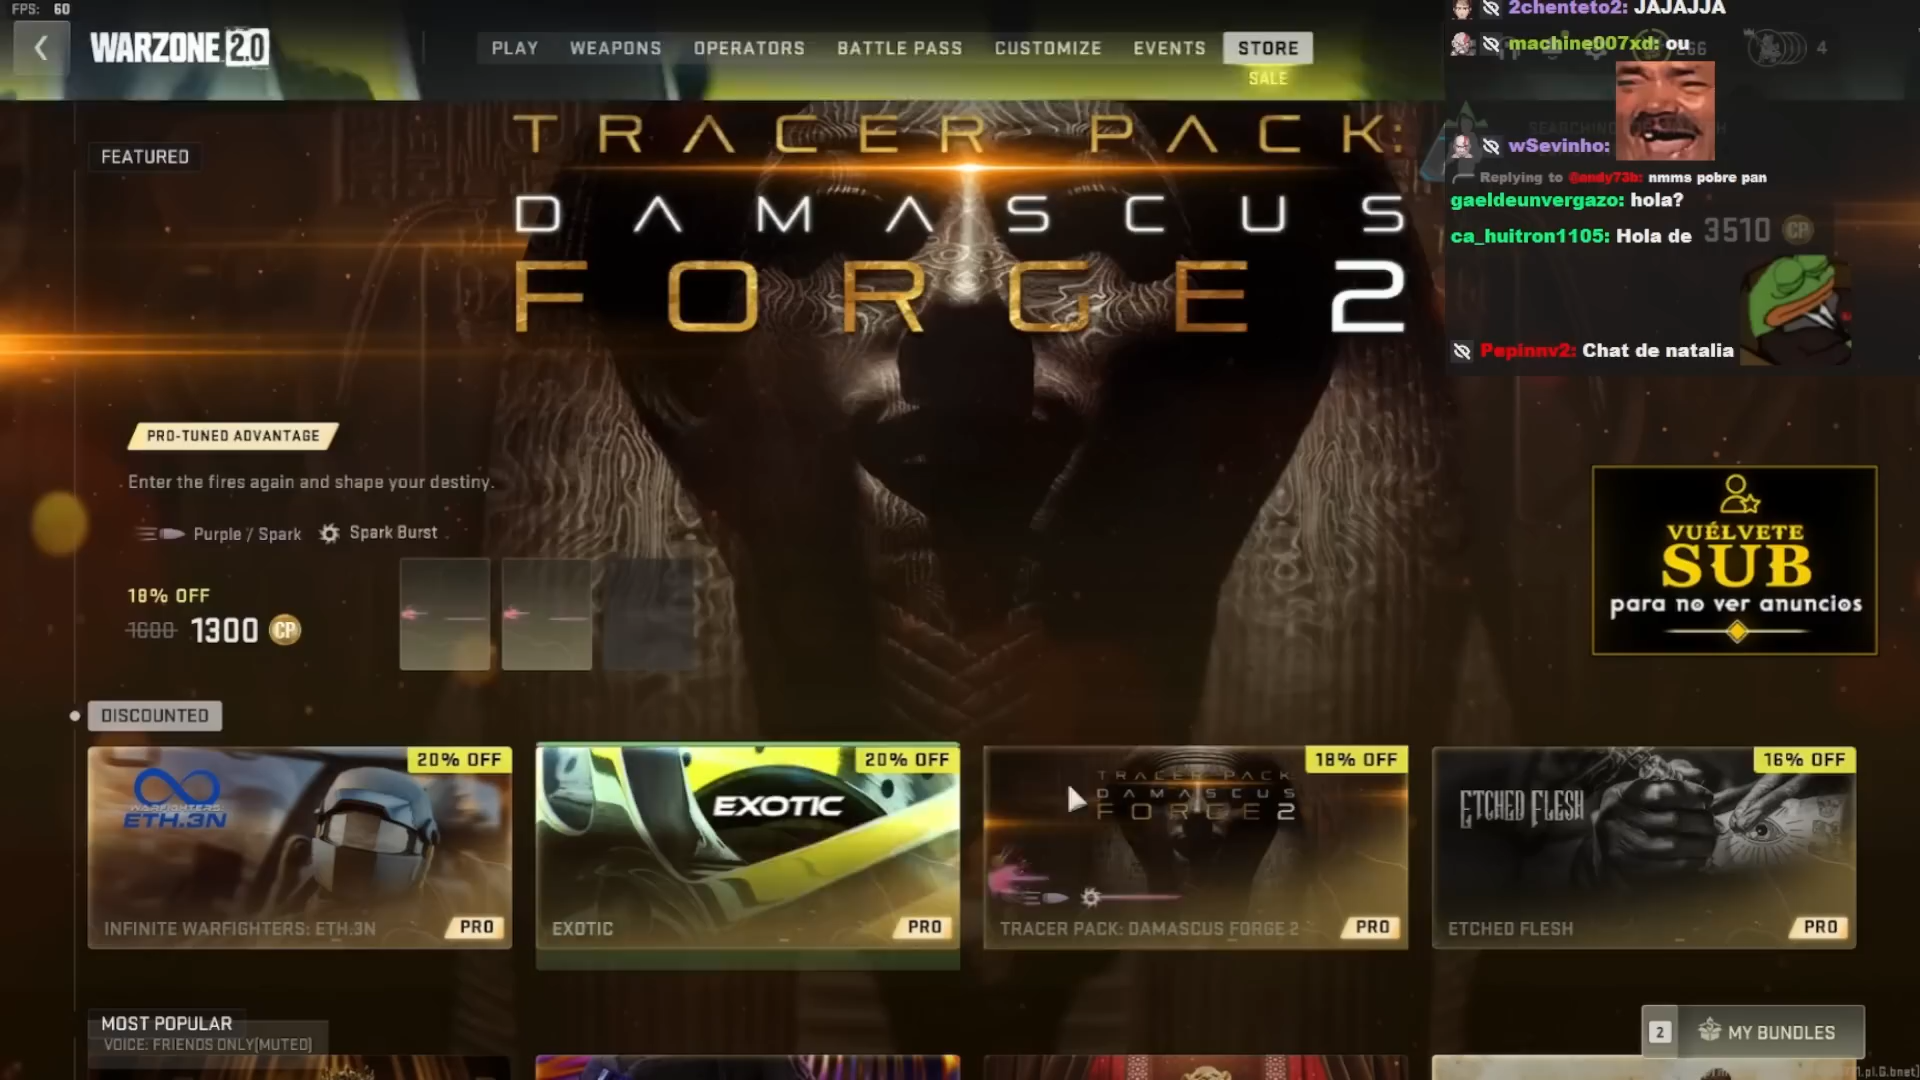 FPS: 60
WARZONE 2.0
PLAY
WEAPONS
OPERATORS
BATTLE PASS
CUSTOMIZE
EVENTS
STORE
SALE
4
2chenteto2: JAJAJJA
machine007xd: ou
wSevinho:
Replying to @andy73b: nmms pobre pan
gaeldeunvergazo: hola?
3510 CP
ca_huitron1105: Hola de
Pepinnv2: Chat de natalia
FEATURED
TRACER PACK:
DAMASCUS
FORGE 2
PRO-TUNED ADVANTAGE
Enter the fires again and shape your destiny.
Purple / Spark
Spark Burst
18% OFF
1600 1300 CP
VUÉLVETE
SUB
para no ver anuncios
DISCOUNTED
20% OFF
WARFIGHTERS:
ETH.3N
INFINITE WARFIGHTERS: ETH.3N
PRO
20% OFF
EXOTIC
EXOTIC
PRO
18% OFF
TRACER PACK
DAMASCUS
FORGE 2
TRACER PACK: DAMASCUS FORGE 2
PRO
16% OFF
ETCHED FLESH
ETCHED FLESH
PRO
MOST POPULAR
VOICE: FRIENDS ONLY(MUTED)
2
MY BUNDLES